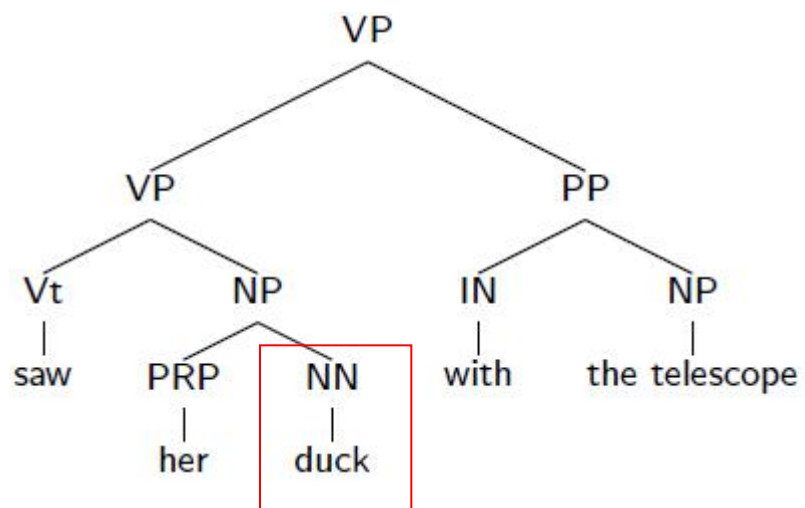 VP
VP PP
Vt NP IN NP
saw PRP NN with the telescope
her duck